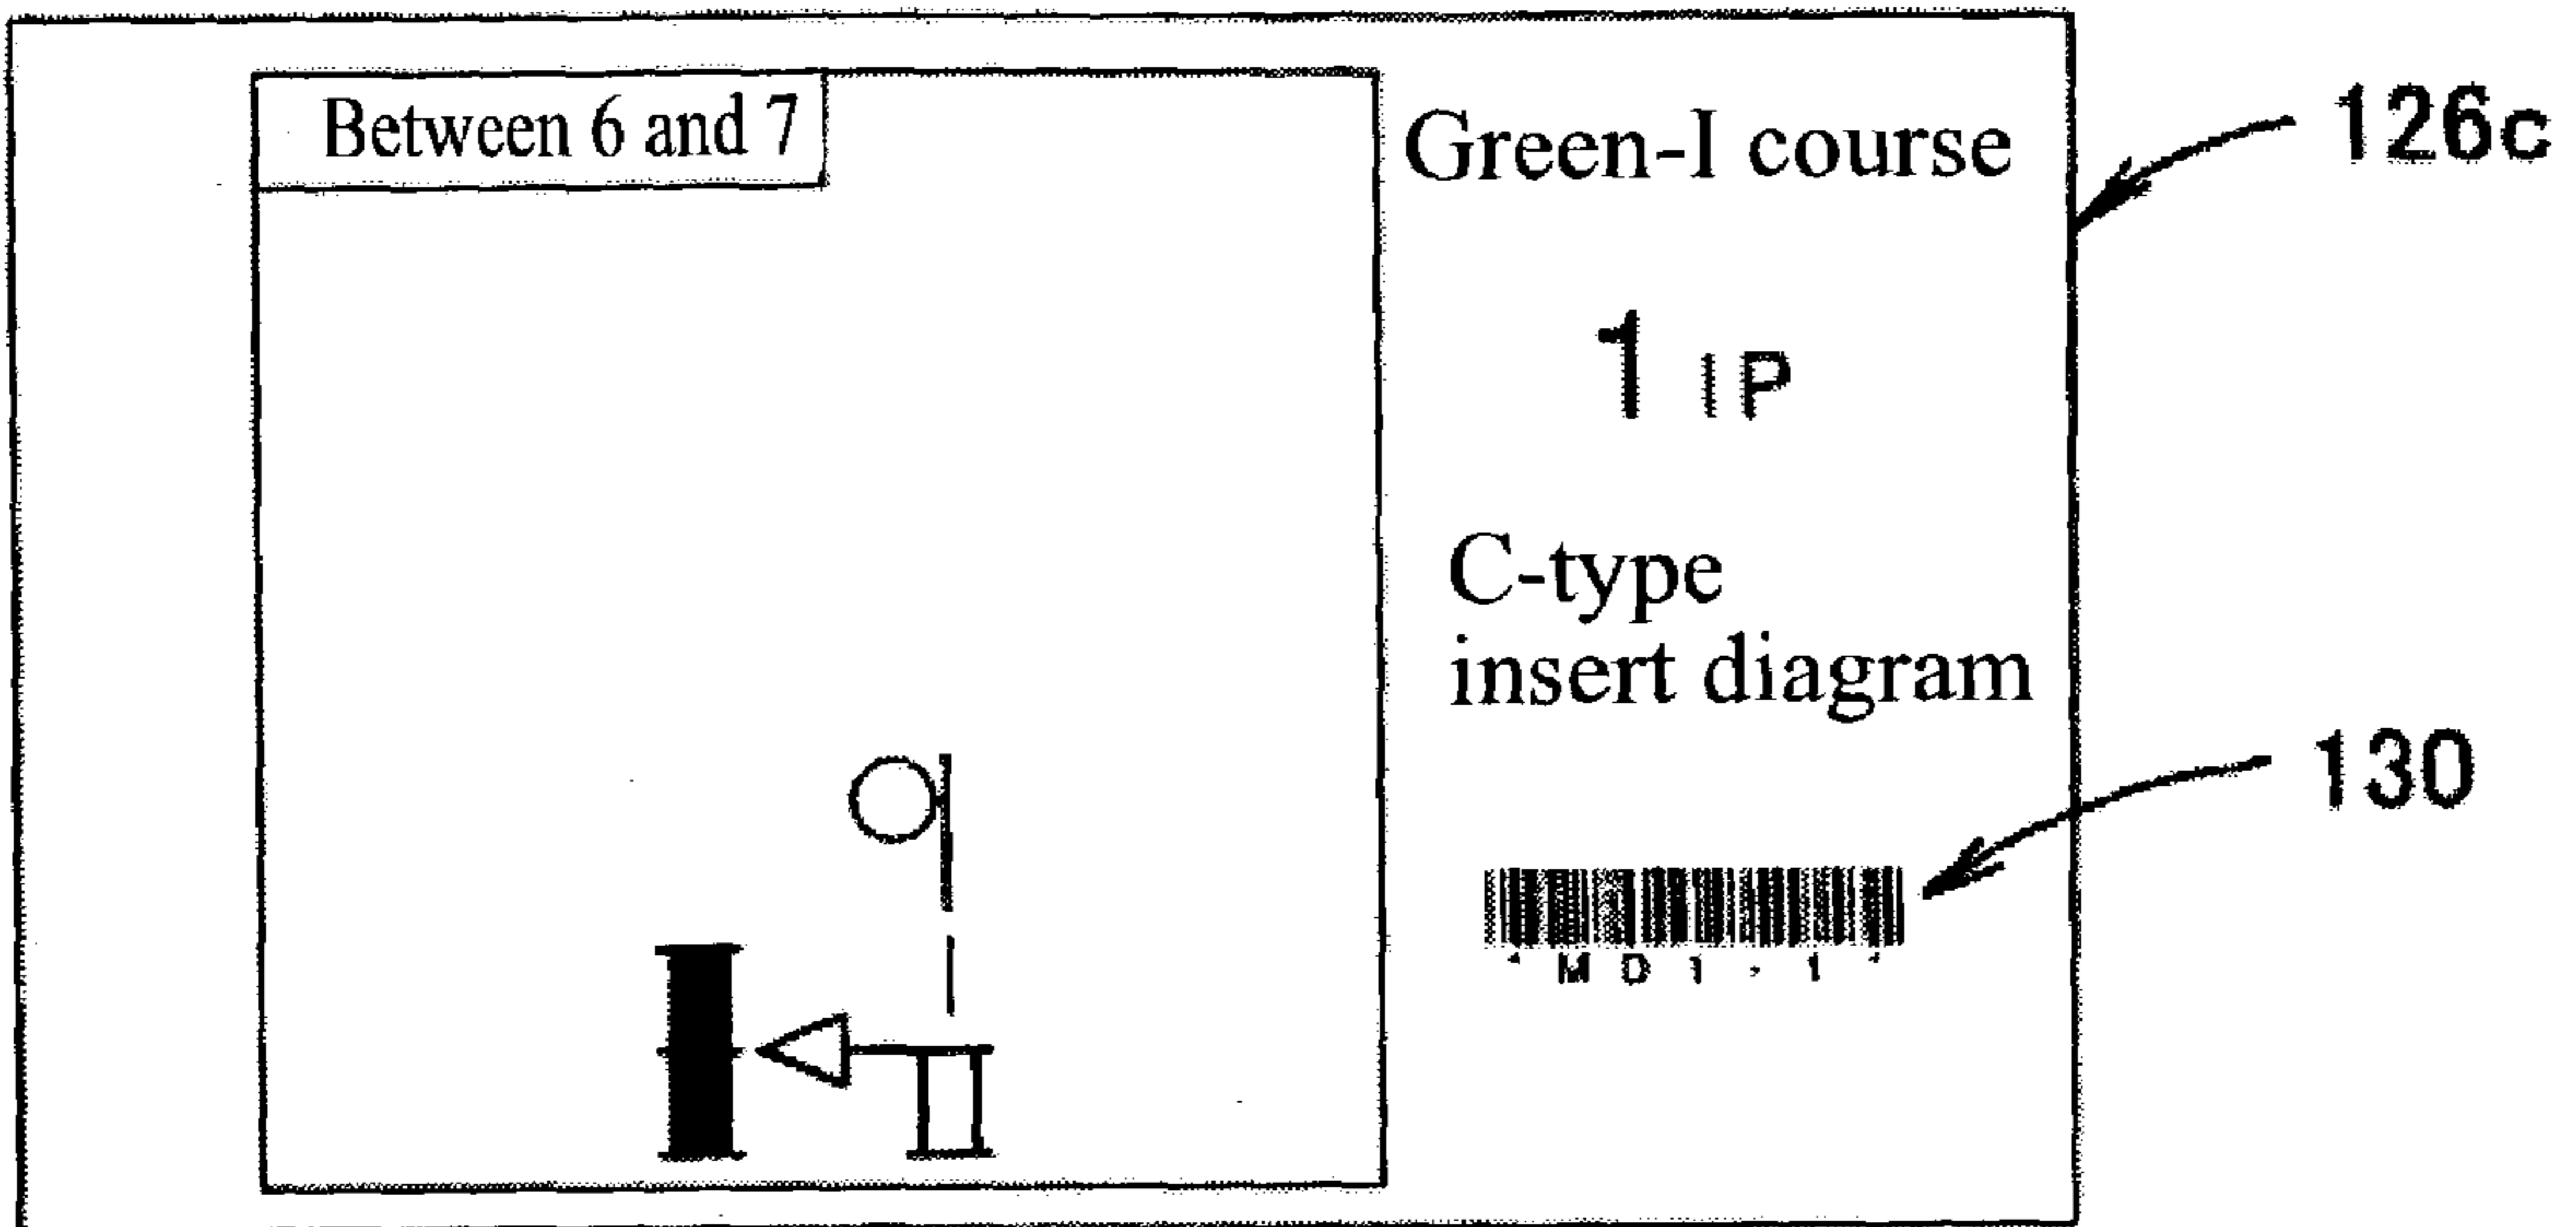 Between 6 and 7
Green-I course
126c
1 IP
C-type
insert diagram
130
MD1-1